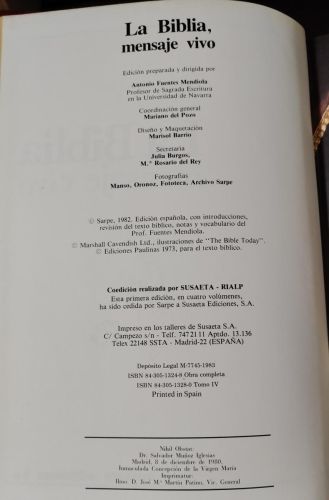 La Biblia,
mensaje vivo
Edición preparada y dirigida por
Antonio Fuentes Mendiola
Profesor de Sagrada Escritura
en la Universidad de Navarra
Coordinación general
Mariano del Pozo
Diseño y Maquetación
Marisol Barrio
Secretaria
Julia Burgos,
M.ª Rosario del Rey
Fotografías
Manso, Oronoz, Fototeca, Archivo Sarpe
© Sarpe, 1982. Edición española, con introducciones,
revisión del texto bíblico, notas y vocabulario del
Prof. Fuentes Mendiola.
© Marshall Cavendish Ltd., ilustraciones de "The Bible Today".
© Ediciones Paulinas 1973, para el texto bíblico.
Coedición realizada por SUSAETA - RIALP
Esta primera edición, en cuatro volúmenes,
ha sido cedida por Sarpe a Susaeta Ediciones, S.A.
Impreso en los talleres de Susaeta S.A.
C/ Campezo s/n Telf. 747 21 11 Apdo. 13.136
Telex 22148 SSTA - Madrid-22 (ESPAÑA)
Depósito Legal M-7745-1983
ISBN 84-305-1324-8 Obra completa
ISBN 84-305-1328-0 Tomo IV
Printed in Spain
Nihil Obstat:
Dr. Salvador Muñoz Iglesias
Madrid, 8 de diciembre de 1980.
Inmaculada Concepción de la Virgen María
Imprimatur:
Ilmo. D. José M.ª Martín Patino, Vic. General